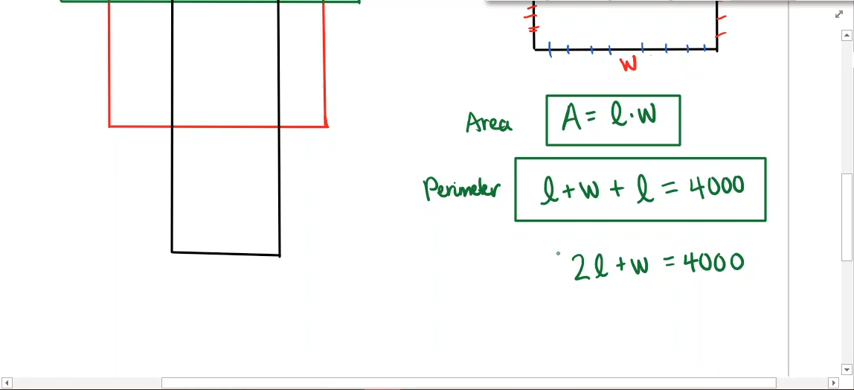 w
Area A = l · w
Perimeter l + w + l = 4000
2l + w = 4000